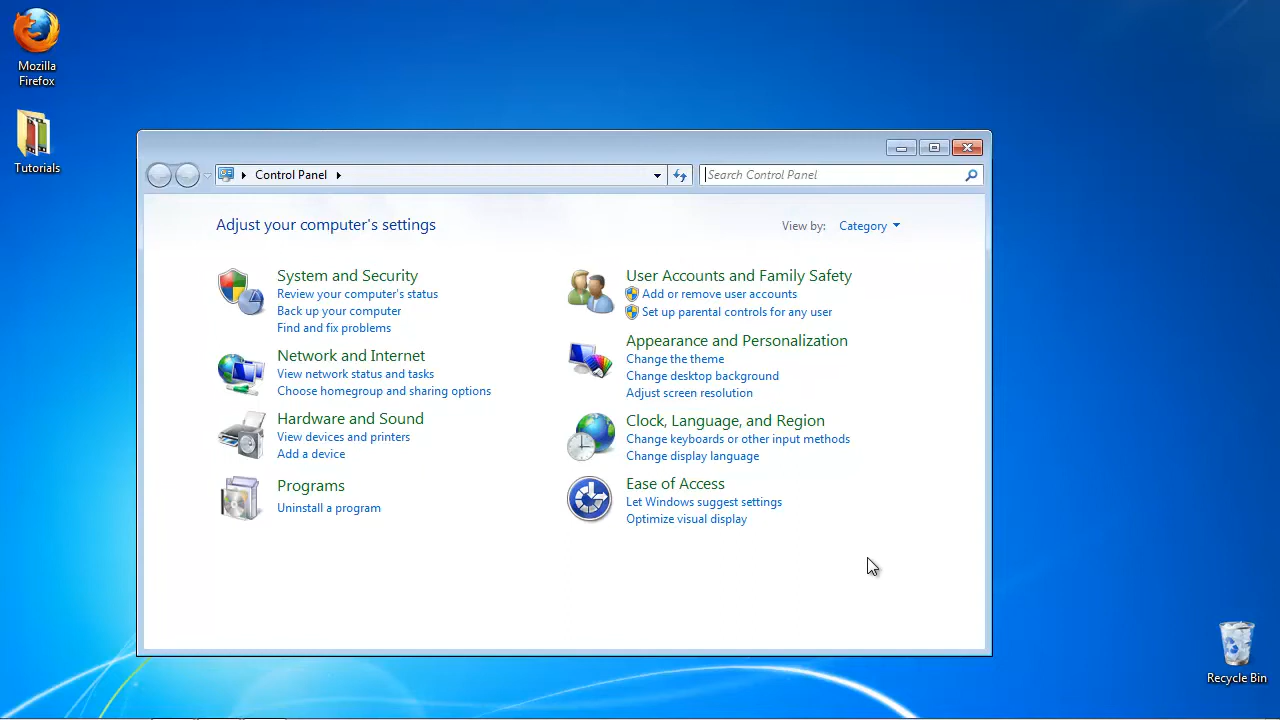 Mozilla
Firefox
Tutorials
Control Panel
Search Control Panel
Adjust your computer's settings
View by: Category
System and Security
Review your computer's status
Back up your computer
Find and fix problems
Network and Internet
View network status and tasks
Choose homegroup and sharing options
Hardware and Sound
View devices and printers
Add a device
Programs
Uninstall a program
User Accounts and Family Safety
Add or remove user accounts
Set up parental controls for any user
Appearance and Personalization
Change the theme
Change desktop background
Adjust screen resolution
Clock, Language, and Region
Change keyboards or other input methods
Change display language
Ease of Access
Let Windows suggest settings
Optimize visual display
Recycle Bin